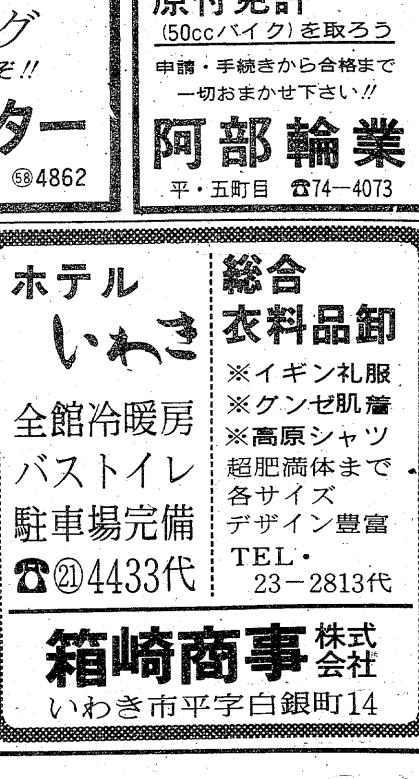 グ
ぞ!!
ター
㊽4862
原付免許
(50ccバイク)を取ろう
申請・手続きから合格まで
一切おまかせ下さい!!
阿部輪業
平・五町目 ☎74-4073
ホテル
いわき
全館冷暖房
バストイレ
駐車場完備
☎㉑4433代
総合
衣料品卸
※イギン礼服
※グンゼ肌着
※高原シャツ
超肥満体まで
各サイズ
デザイン豊富
TEL・
23-2813代
箱崎商事株式会社
いわき市平字白銀町14